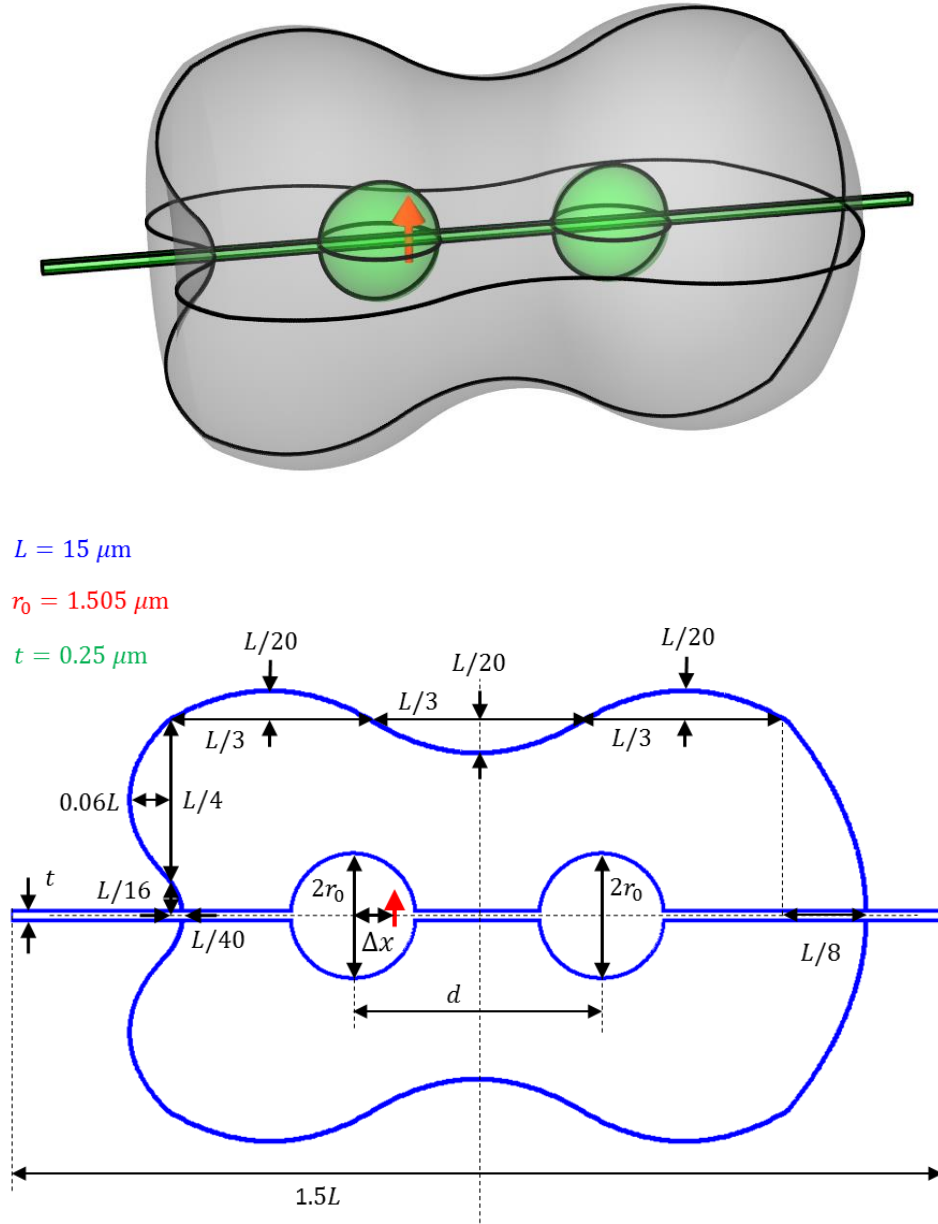 L = 15 μm
r₀ = 1.505 μm
t = 0.25 μm
L/20
L/20
L/20
L/3
L/3
L/3
0.06L
L/4
t
L/16
2r₀
2r₀
L/40
Δx
L/8
d
1.5L